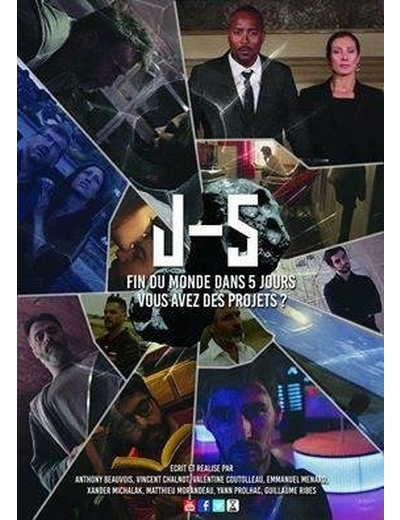 J-5
FIN DU MONDE DANS 5 JOURS
VOUS AVEZ DES PROJETS ?
ECRIT ET REALISE PAR
ANTHONY BEAUVOIS, VINCENT CHALNOT, VALENTINE COUTOLLEAU, EMMANUEL MENARD,
XANDER MICHALAK, MATTHIEU MORANDEAU, YANN PROLHAC, GUILLAUME RIBES